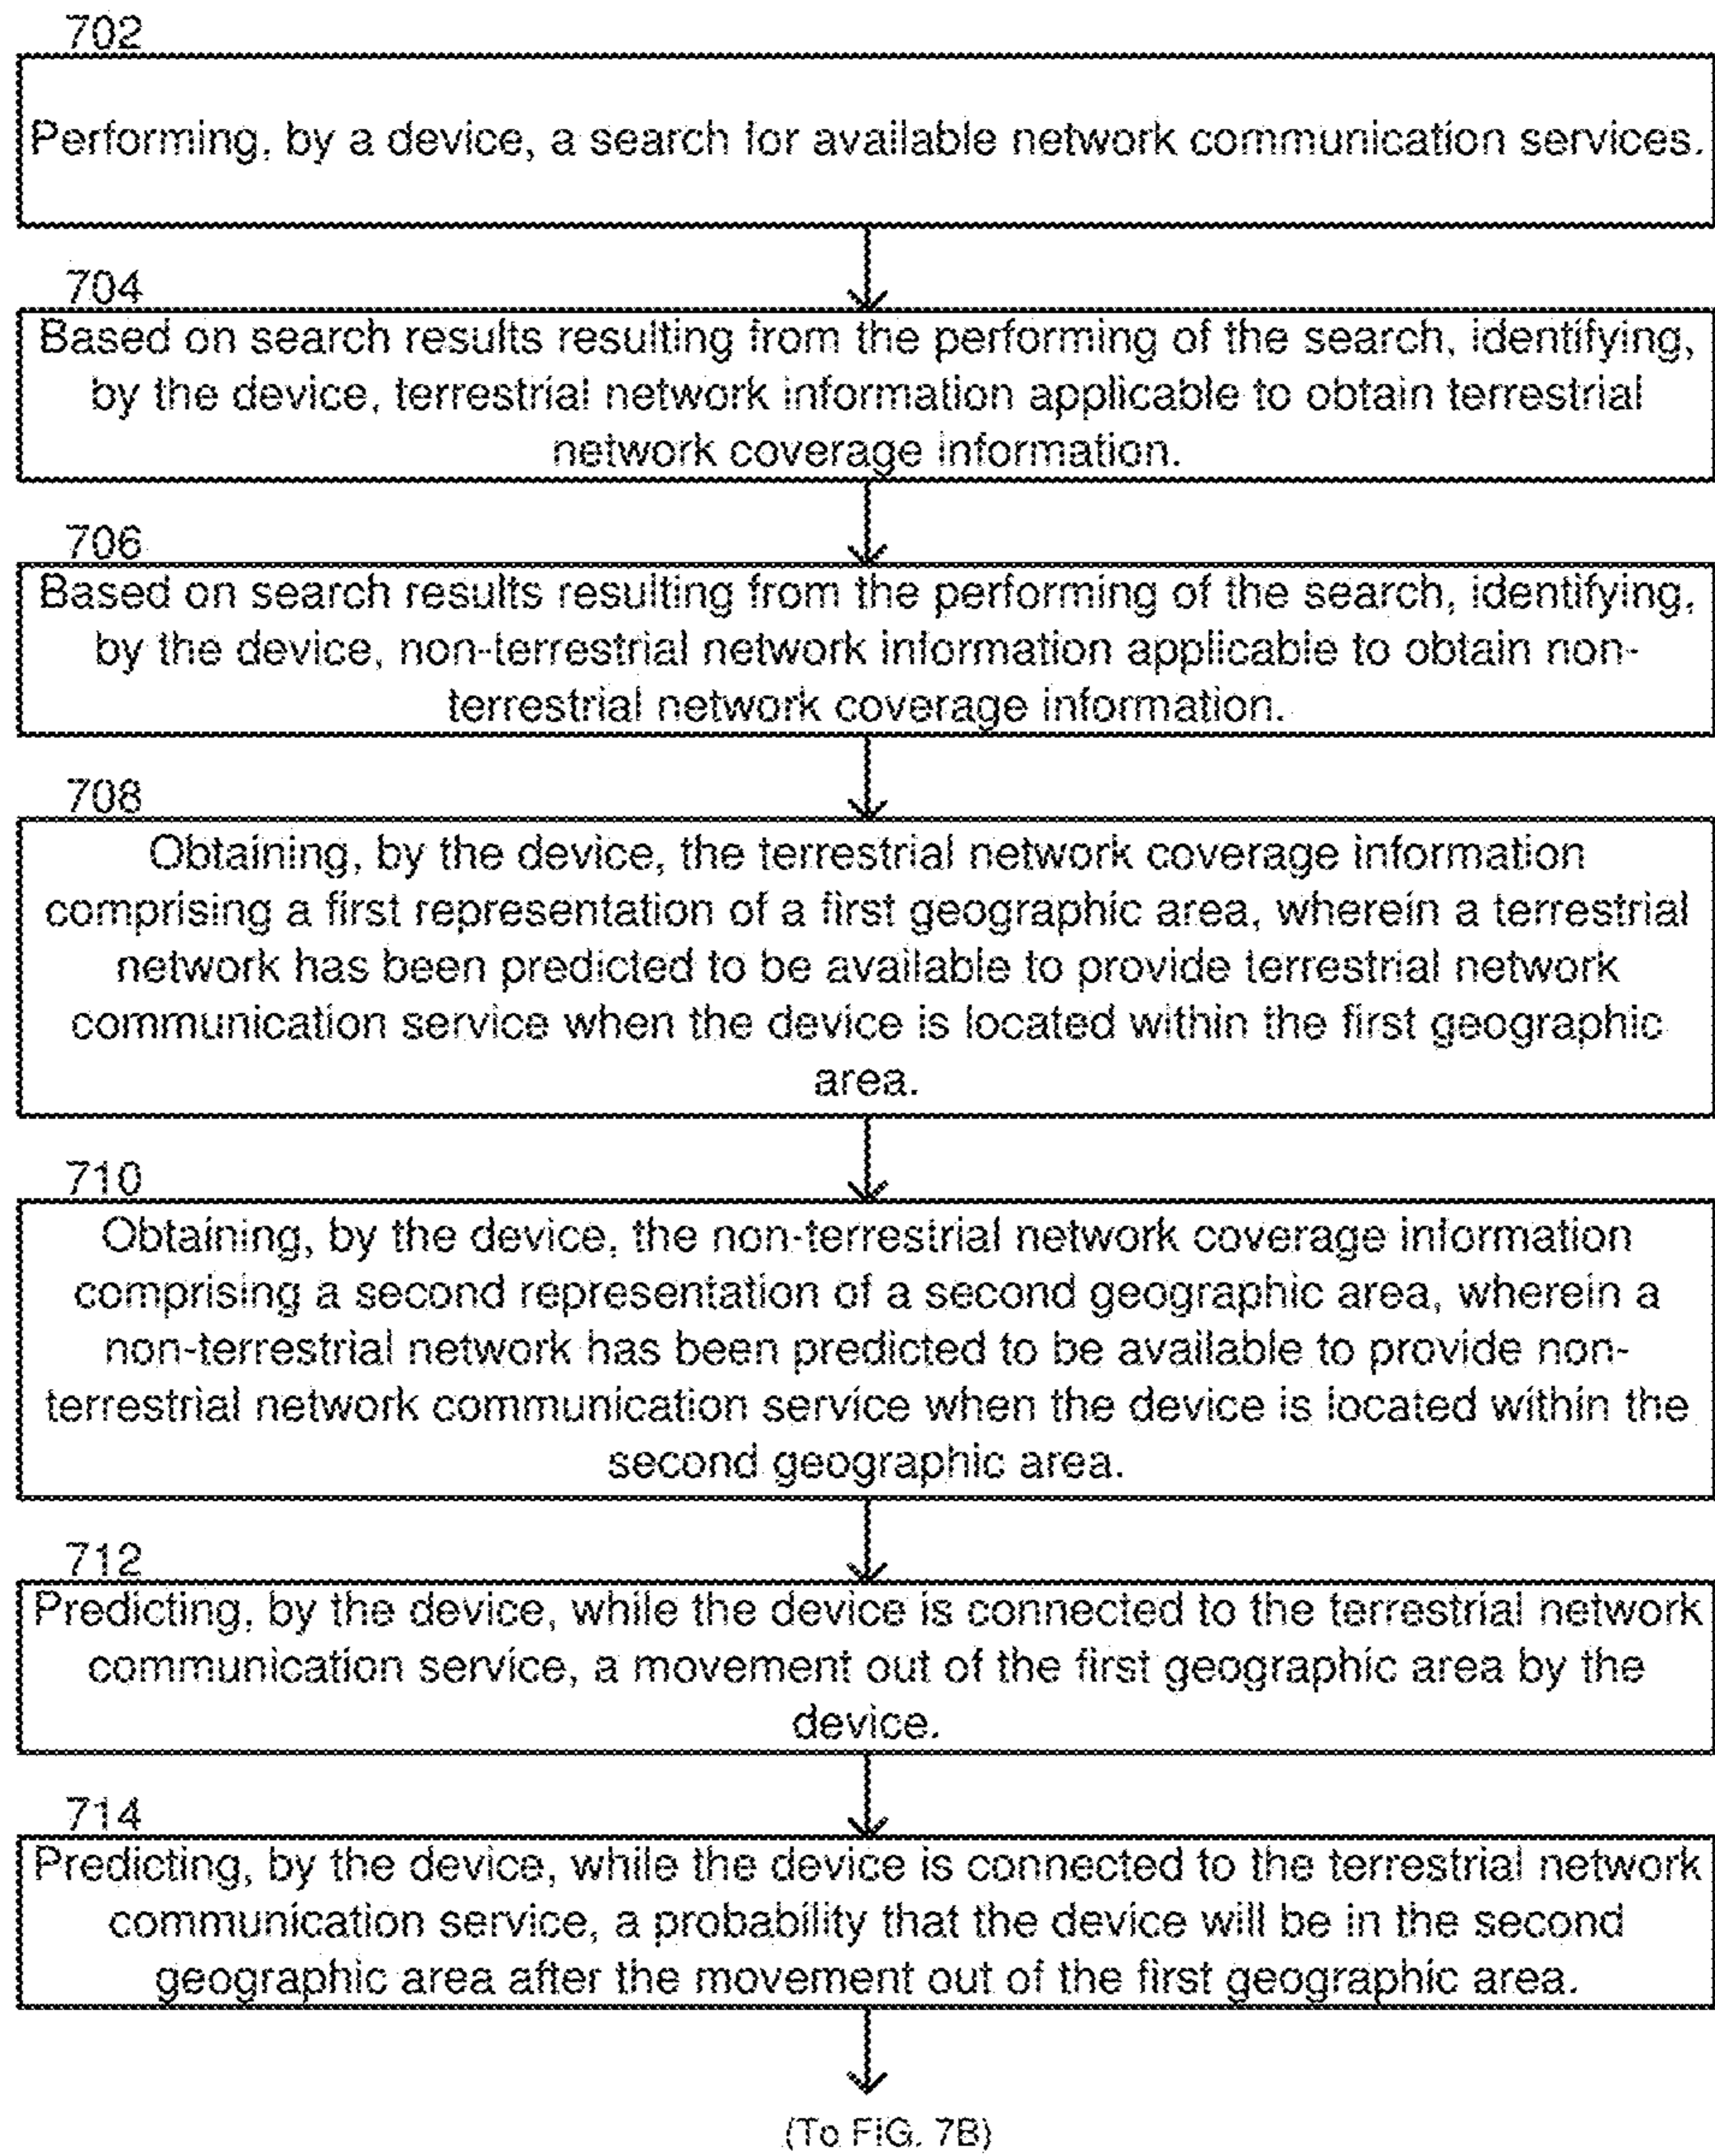 702
Performing, by a device, a search for available network communication services.
704
Based on search results resulting from the performing of the search, identifying,
by the device, terrestrial network information applicable to obtain terrestrial
network coverage information.
706
Based on search results resulting from the performing of the search, identifying,
by the device, non-terrestrial network information applicable to obtain non-
terrestrial network coverage information.
708
Obtaining, by the device, the terrestrial network coverage information
comprising a first representation of a first geographic area, wherein a terrestrial
network has been predicted to be available to provide terrestrial network
communication service when the device is located within the first geographic
area.
710
Obtaining, by the device, the non-terrestrial network coverage information
comprising a second representation of a second geographic area, wherein a
non-terrestrial network has been predicted to be available to provide non-
terrestrial network communication service when the device is located within the
second geographic area.
712
Predicting, by the device, while the device is connected to the terrestrial network
communication service, a movement out of the first geographic area by the
device.
714
Predicting, by the device, while the device is connected to the terrestrial network
communication service, a probability that the device will be in the second
geographic area after the movement out of the first geographic area.
(To FIG. 7B)